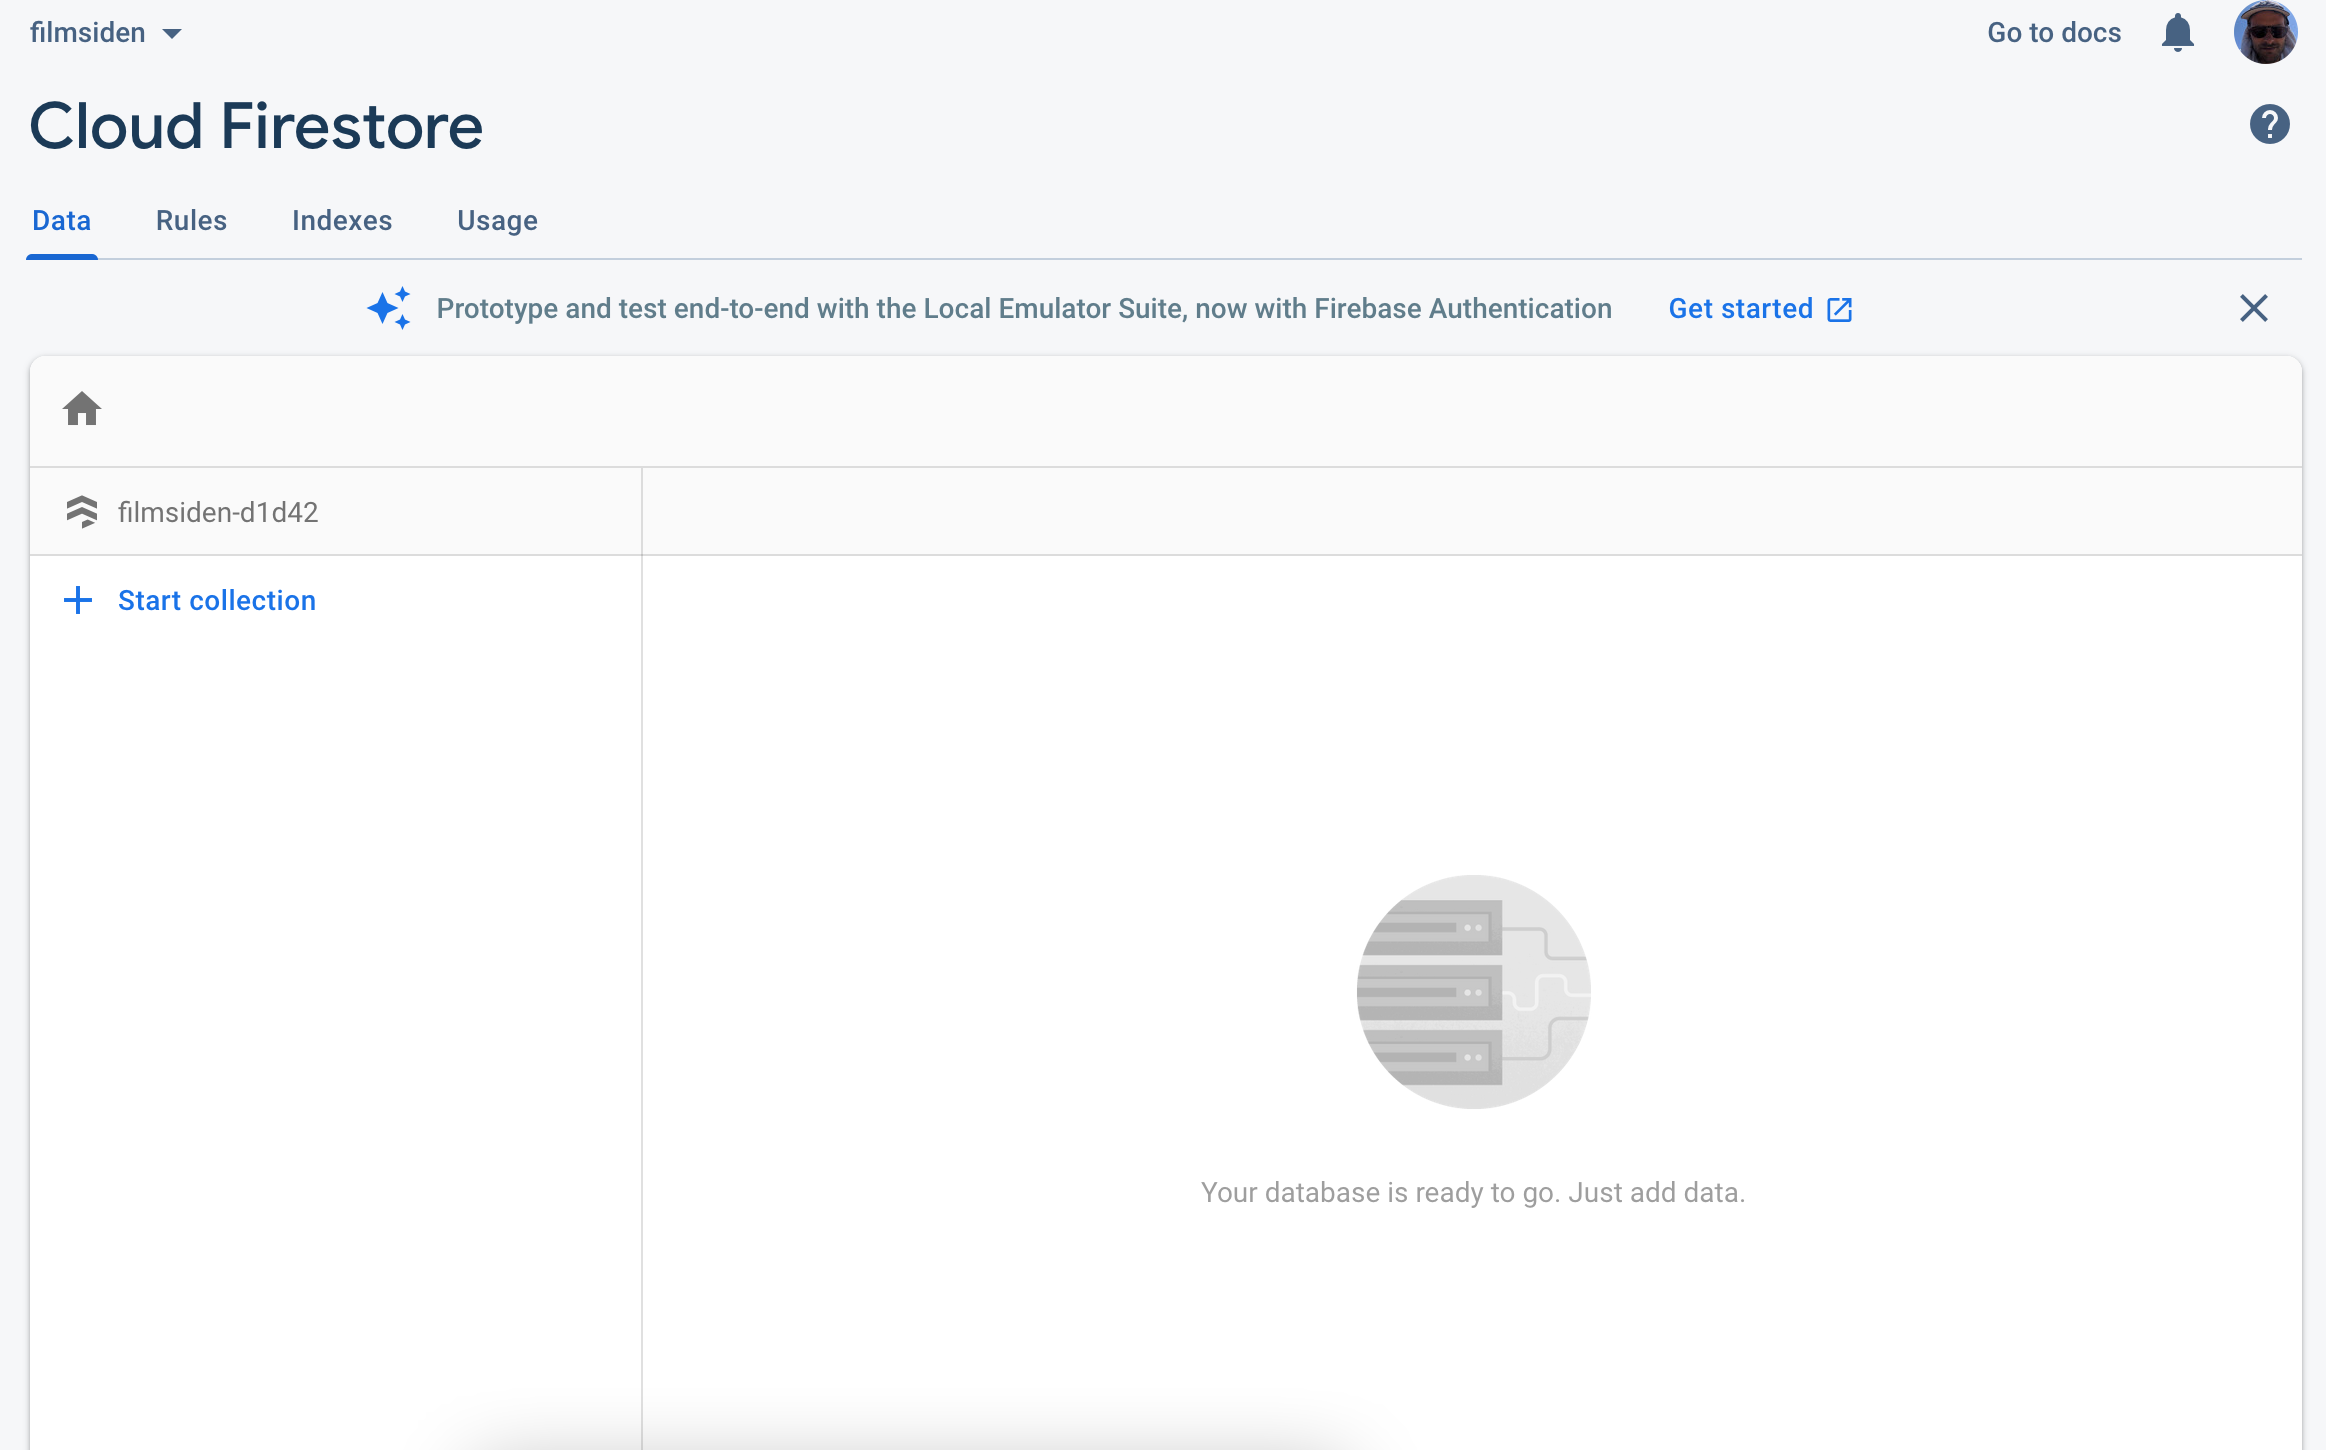 filmsiden
Go to docs
Cloud Firestore
Data
Rules
Indexes
Usage
Prototype and test end-to-end with the Local Emulator Suite, now with Firebase Authentication
Get started
filmsiden-d1d42
Start collection
Your database is ready to go. Just add data.